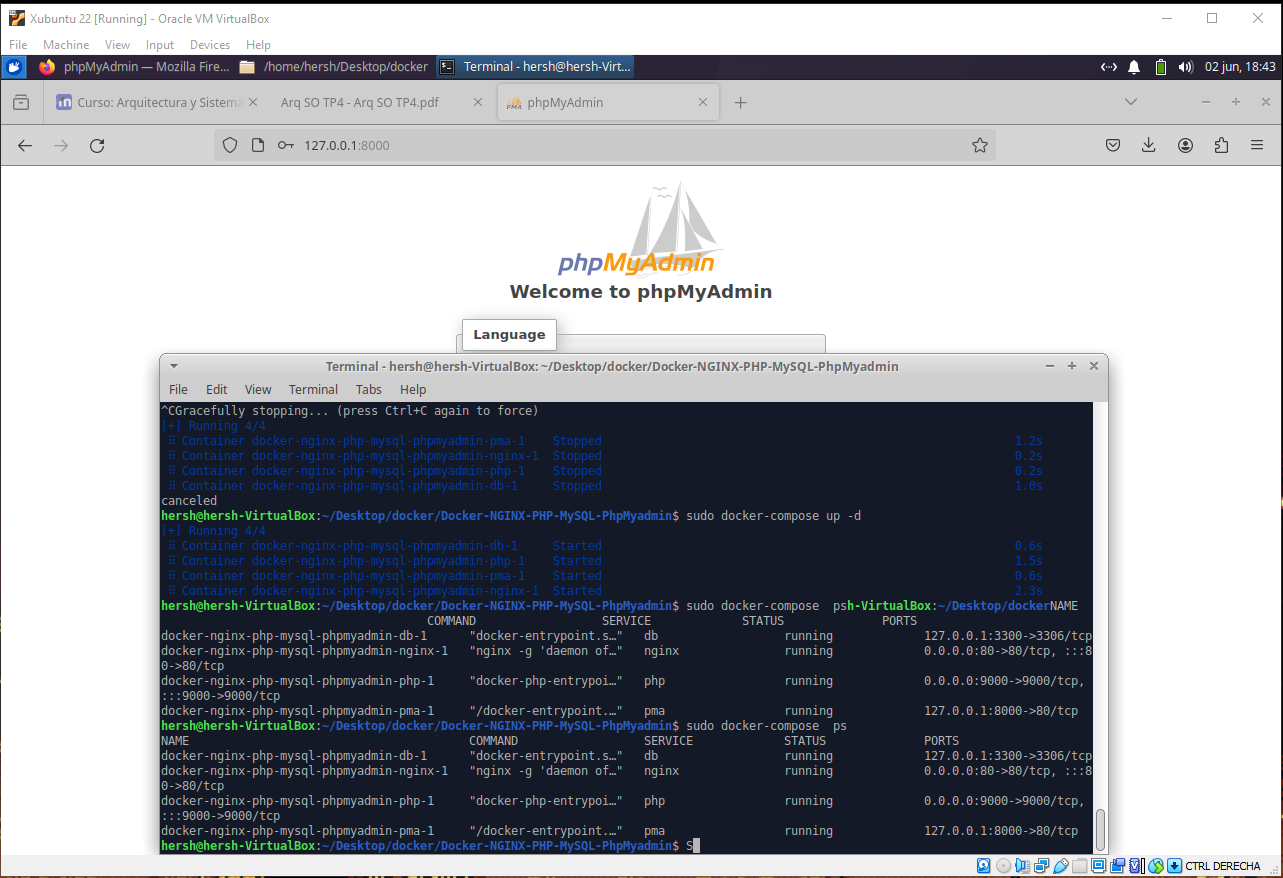 Xubuntu 22 [Running] - Oracle VM VirtualBox
File Machine View Input Devices Help
phpMyAdmin — Mozilla Fire... /home/hersh/Desktop/docker Terminal - hersh@hersh-Virt... 02 jun, 18:43
Curso: Arquitectura y Sistema Arq SO TP4 - Arq SO TP4.pdf PMA phpMyAdmin
127.0.0.1:8000
phpMyAdmin
Welcome to phpMyAdmin
Language
Terminal - hersh@hersh-VirtualBox: ~/Desktop/docker/Docker-NGINX-PHP-MySQL-PhpMyadmin
File Edit View Terminal Tabs Help
^CGracefully stopping... (press Ctrl+C again to force)
[+] Running 4/4
⠿ Container docker-nginx-php-mysql-phpmyadmin-pma-1 Stopped 1.2s
⠿ Container docker-nginx-php-mysql-phpmyadmin-nginx-1 Stopped 0.2s
⠿ Container docker-nginx-php-mysql-phpmyadmin-php-1 Stopped 0.2s
⠿ Container docker-nginx-php-mysql-phpmyadmin-db-1 Stopped 1.0s
canceled
hersh@hersh-VirtualBox:~/Desktop/docker/Docker-NGINX-PHP-MySQL-PhpMyadmin$ sudo docker-compose up -d
[+] Running 4/4
⠿ Container docker-nginx-php-mysql-phpmyadmin-db-1 Started 0.6s
⠿ Container docker-nginx-php-mysql-phpmyadmin-php-1 Started 1.5s
⠿ Container docker-nginx-php-mysql-phpmyadmin-pma-1 Started 0.6s
⠿ Container docker-nginx-php-mysql-phpmyadmin-nginx-1 Started 2.3s
hersh@hersh-VirtualBox:~/Desktop/docker/Docker-NGINX-PHP-MySQL-PhpMyadmin$ sudo docker-compose  psh-VirtualBox:~/Desktop/dockerNAME
COMMAND SERVICE STATUS PORTS
docker-nginx-php-mysql-phpmyadmin-db-1 "docker-entrypoint.s…" db running 127.0.0.1:3300->3306/tcp
docker-nginx-php-mysql-phpmyadmin-nginx-1 "nginx -g 'daemon of…" nginx running 0.0.0.0:80->80/tcp, :::8
0->80/tcp
docker-nginx-php-mysql-phpmyadmin-php-1 "docker-php-entrypoi…" php running 0.0.0.0:9000->9000/tcp,
:::9000->9000/tcp
docker-nginx-php-mysql-phpmyadmin-pma-1 "/docker-entrypoint.…" pma running 127.0.0.1:8000->80/tcp
hersh@hersh-VirtualBox:~/Desktop/docker/Docker-NGINX-PHP-MySQL-PhpMyadmin$ sudo docker-compose  ps
NAME COMMAND SERVICE STATUS PORTS
docker-nginx-php-mysql-phpmyadmin-db-1 "docker-entrypoint.s…" db running 127.0.0.1:3300->3306/tcp
docker-nginx-php-mysql-phpmyadmin-nginx-1 "nginx -g 'daemon of…" nginx running 0.0.0.0:80->80/tcp, :::8
0->80/tcp
docker-nginx-php-mysql-phpmyadmin-php-1 "docker-php-entrypoi…" php running 0.0.0.0:9000->9000/tcp,
:::9000->9000/tcp
docker-nginx-php-mysql-phpmyadmin-pma-1 "/docker-entrypoint.…" pma running 127.0.0.1:8000->80/tcp
hersh@hersh-VirtualBox:~/Desktop/docker/Docker-NGINX-PHP-MySQL-PhpMyadmin$ S
CTRL DERECHA